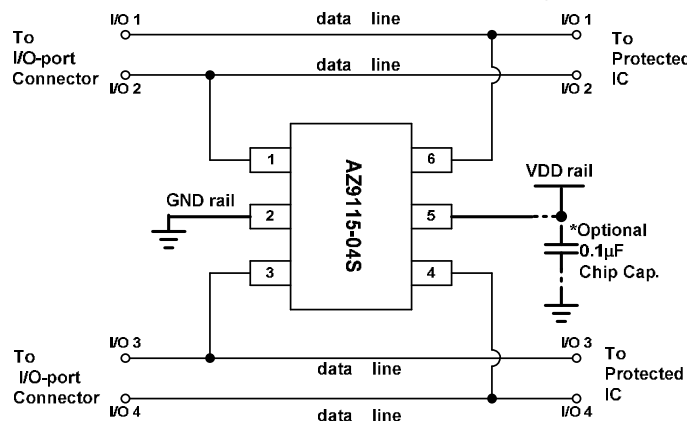 I/O 1
data line
I/O 1
To
I/O-port
Connector
To
Protected
IC
data line
I/O 2
I/O 2
1
6
VDD rail
GND rail
2
5
AZ9115-04S
*Optional
0.1µF
Chip Cap.
3
4
I/O 3
I/O 3
To
I/O-port
Connector
data line
To
Protected
IC
I/O 4
I/O 4
data line